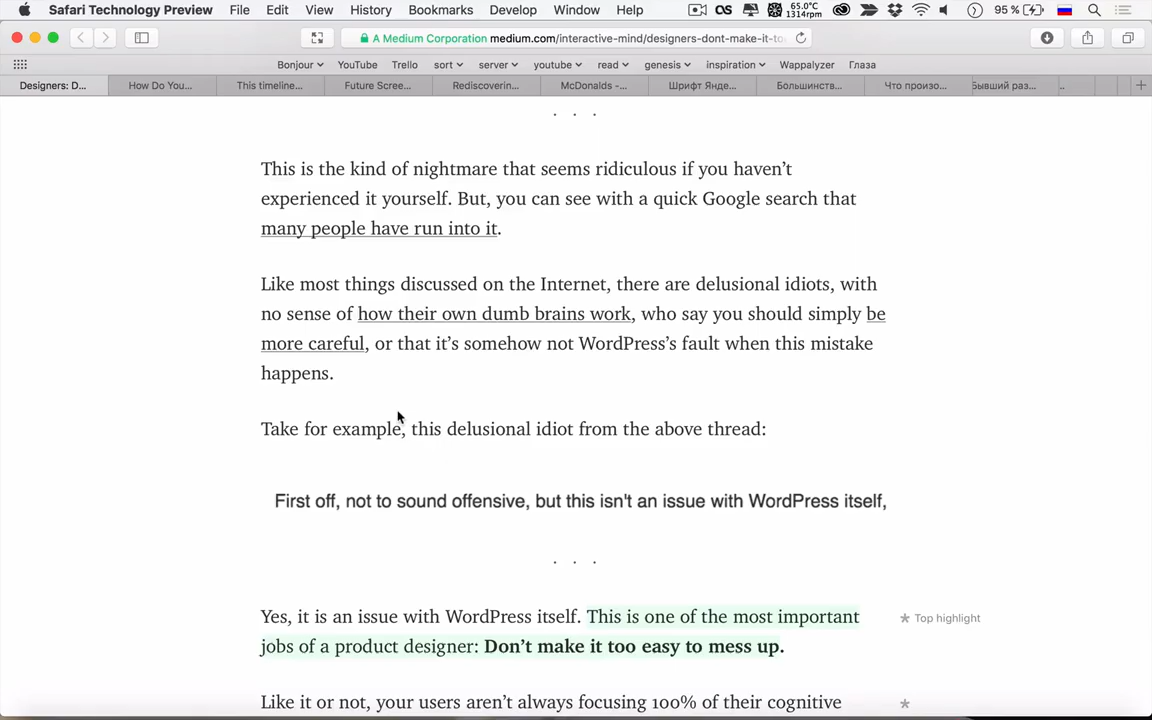 Safari Technology Preview File Edit View History Bookmarks Develop Window Help 65.0°C 1314rpm 95 %
A Medium Corporation medium.com/interactive-mind/designers-dont-make-it-to
Bonjour YouTube Trello sort server youtube read genesis inspiration Wappalyzer Глаза
Designers: D... How Do You... This timeline... Future Scree... Rediscoverin... McDonalds -... Шрифт Янде... Большинств... Что произо... Бывший раз... ..
. . .
This is the kind of nightmare that seems ridiculous if you haven’t
experienced it yourself. But, you can see with a quick Google search that
many people have run into it.
Like most things discussed on the Internet, there are delusional idiots, with
no sense of how their own dumb brains work, who say you should simply be
more careful, or that it’s somehow not WordPress’s fault when this mistake
happens.
Take for example, this delusional idiot from the above thread:
First off, not to sound offensive, but this isn't an issue with WordPress itself,
. . .
Yes, it is an issue with WordPress itself. This is one of the most important
Top highlight
jobs of a product designer: Don’t make it too easy to mess up.
Like it or not, your users aren’t always focusing 100% of their cognitive